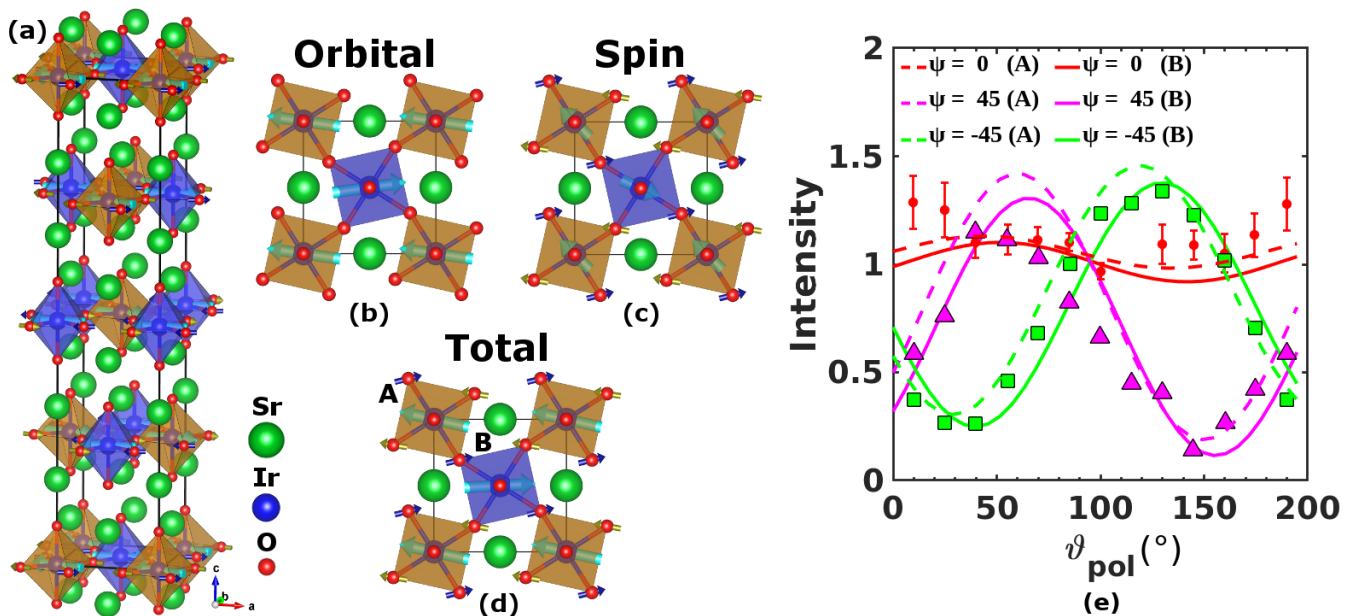 (a)
Sr
Ir
O
c
b
a
Orbital
(b)
Spin
(c)
Total
A
B
(d)
2
1.5
1
0.5
0
Intensity
ψ = 0 (A)
ψ = 0 (B)
ψ = 45 (A)
ψ = 45 (B)
ψ = -45 (A)
ψ = -45 (B)
0 50 100 150 200
ϑpol(°)
(e)